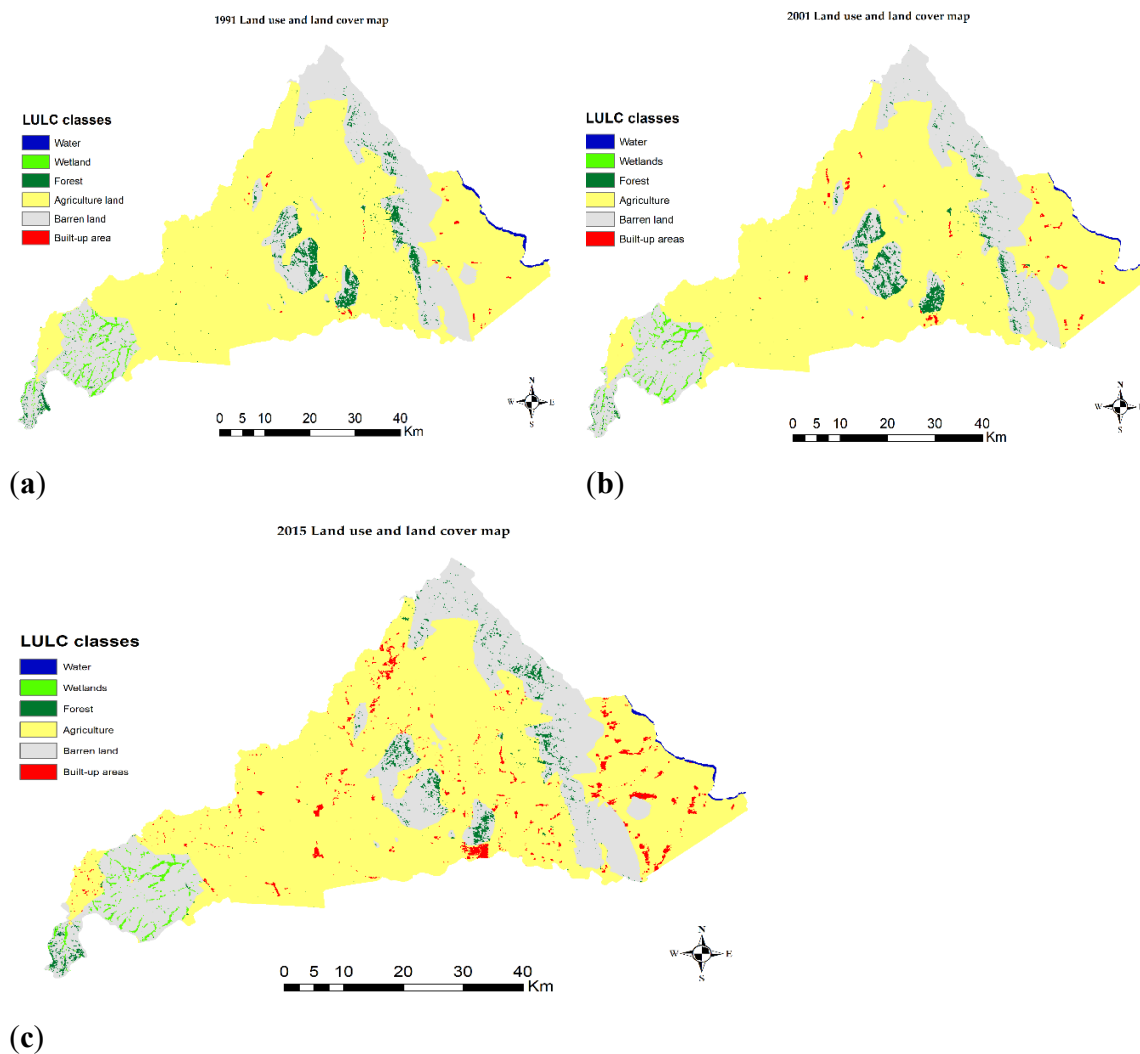 1991 Land use and land cover map
LULC classes
Water
Wetland
Forest
Agriculture land
Barren land
Built-up area
N
W E
S
0 5 10 20 30 40
Km
(a)
2001 Land use and land cover map
LULC classes
Water
Wetlands
Forest
Agriculture
Barren land
Built-up areas
N
W
S
0 5 10 20 30 40
Km
(b)
2015 Land use and land cover map
LULC classes
Water
Wetlands
Forest
Agriculture
Barren land
Built-up areas
N
W E
S
0 5 10 20 30 40
Km
(c)